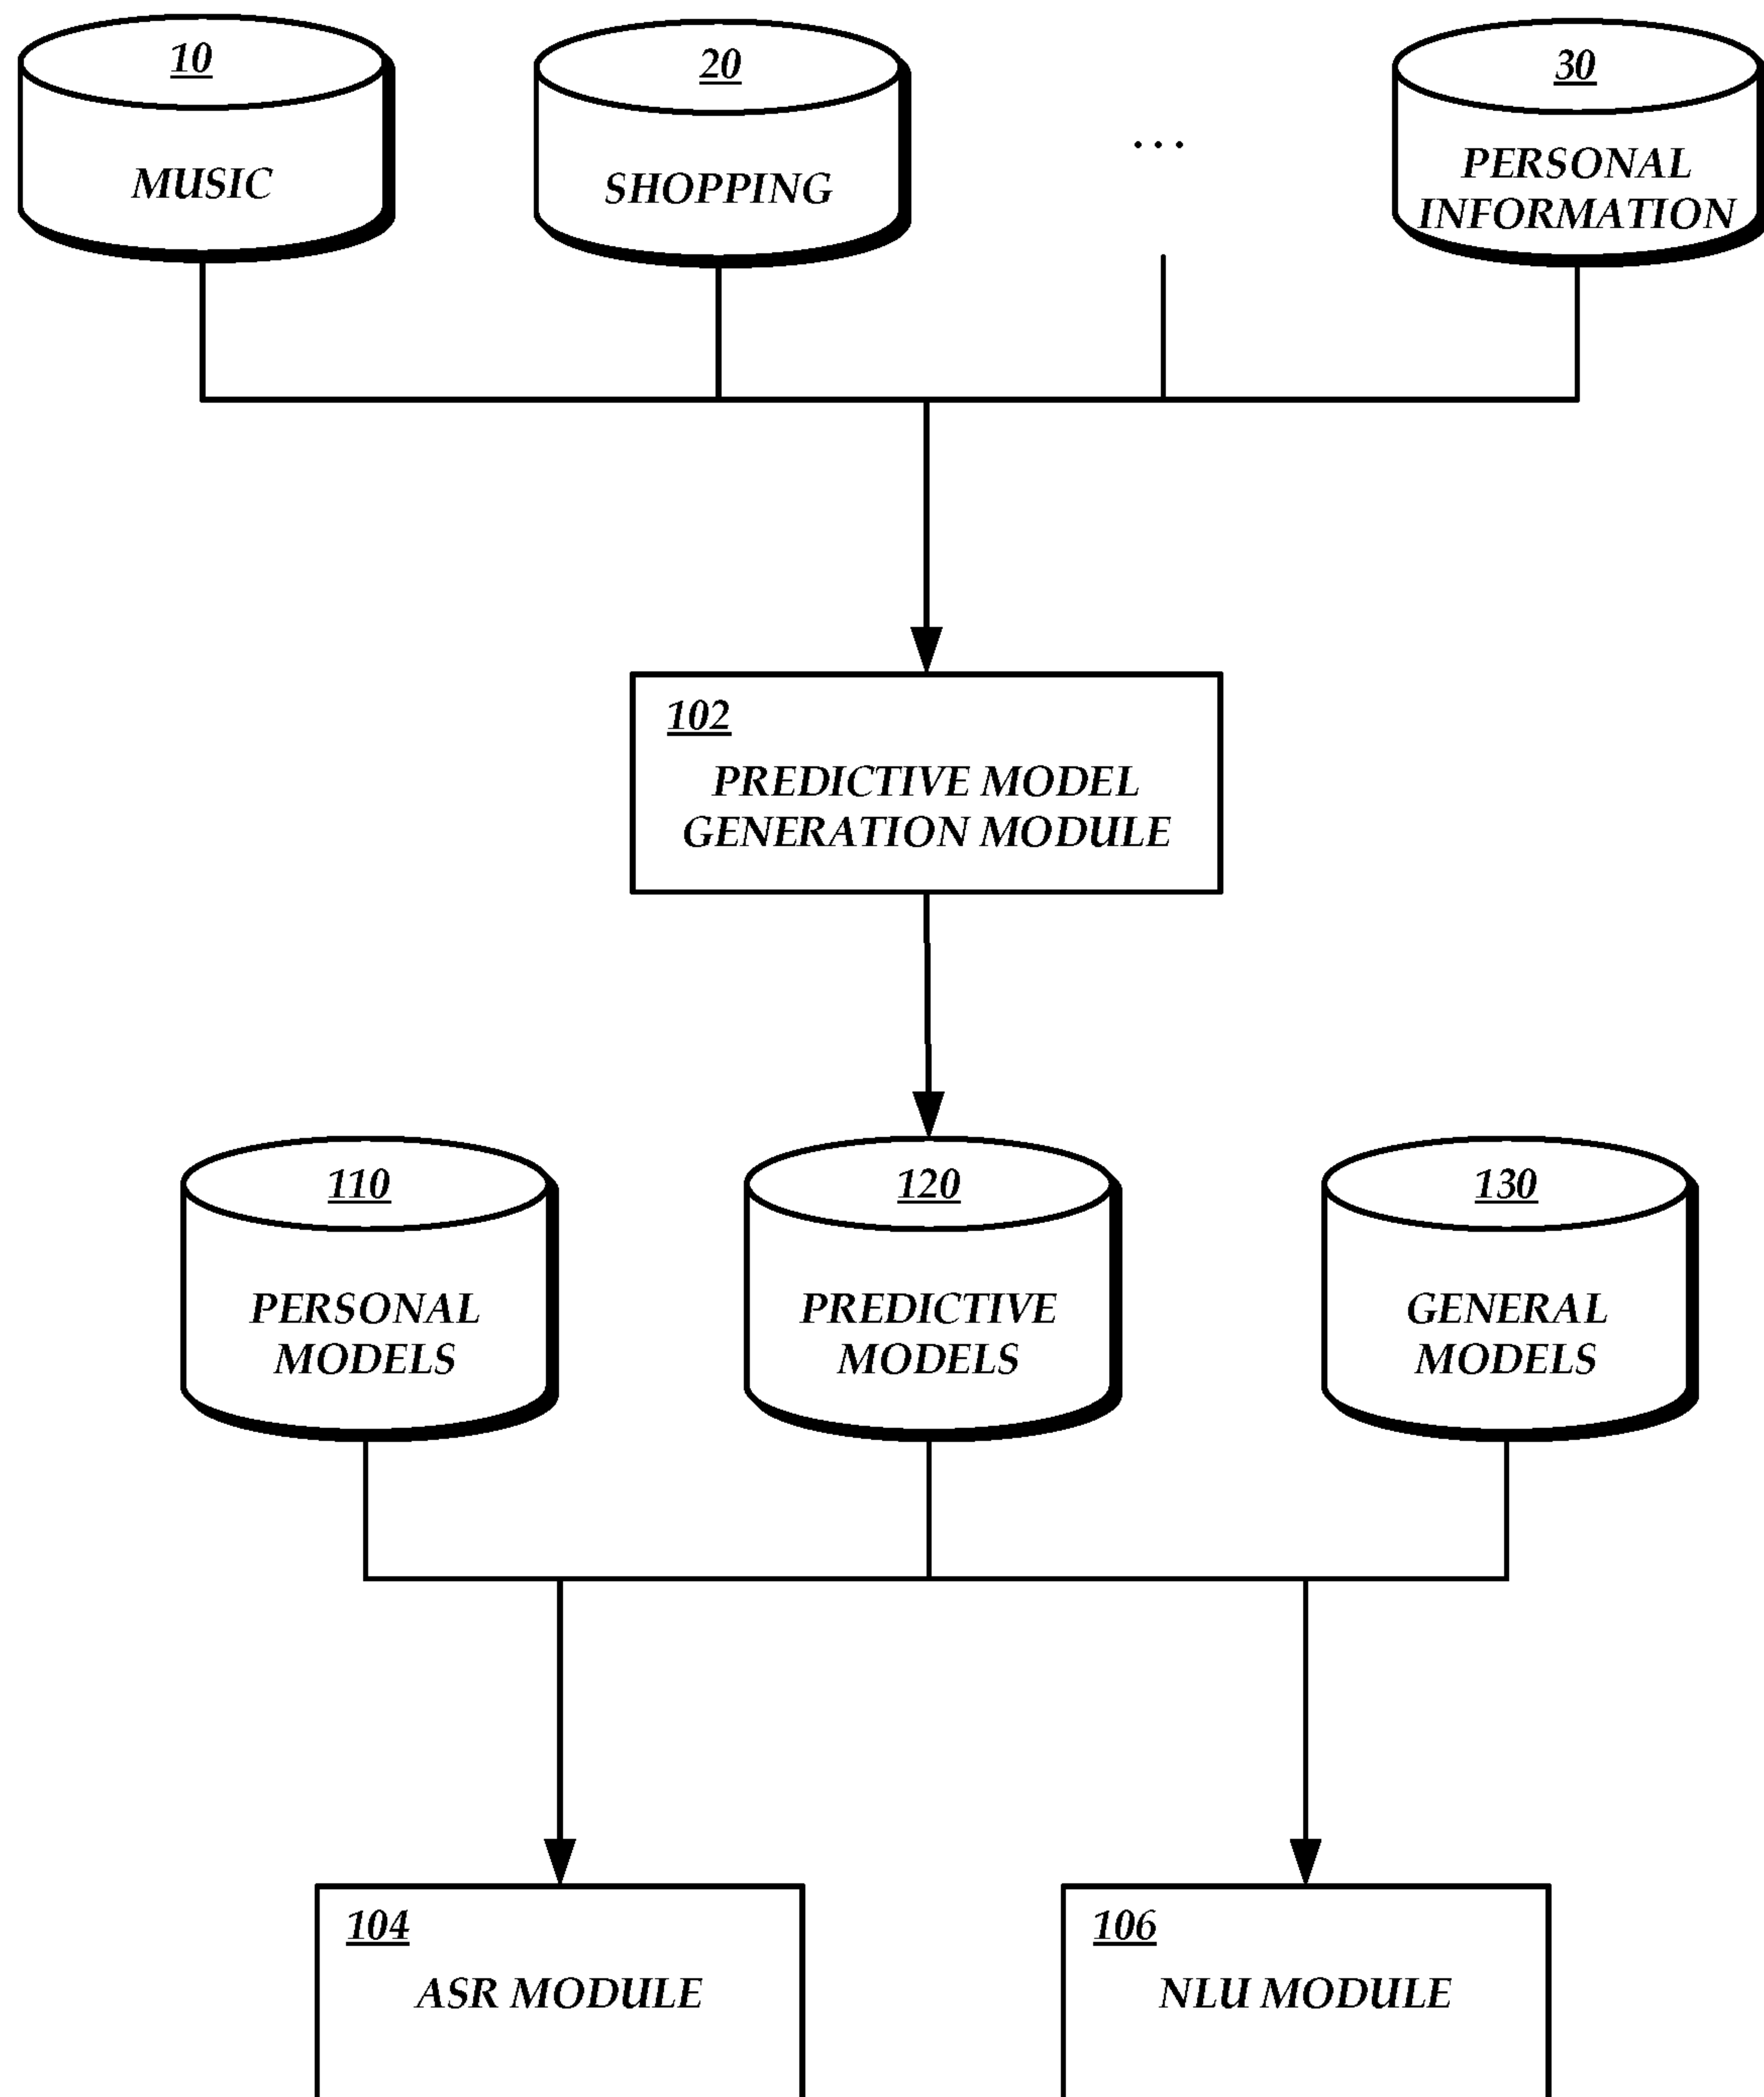 10
MUSIC
20
SHOPPING
...
30
PERSONAL
INFORMATION
102
PREDICTIVE MODEL
GENERATION MODULE
110
PERSONAL
MODELS
120
PREDICTIVE
MODELS
130
GENERAL
MODELS
104
ASR MODULE
106
NLU MODULE